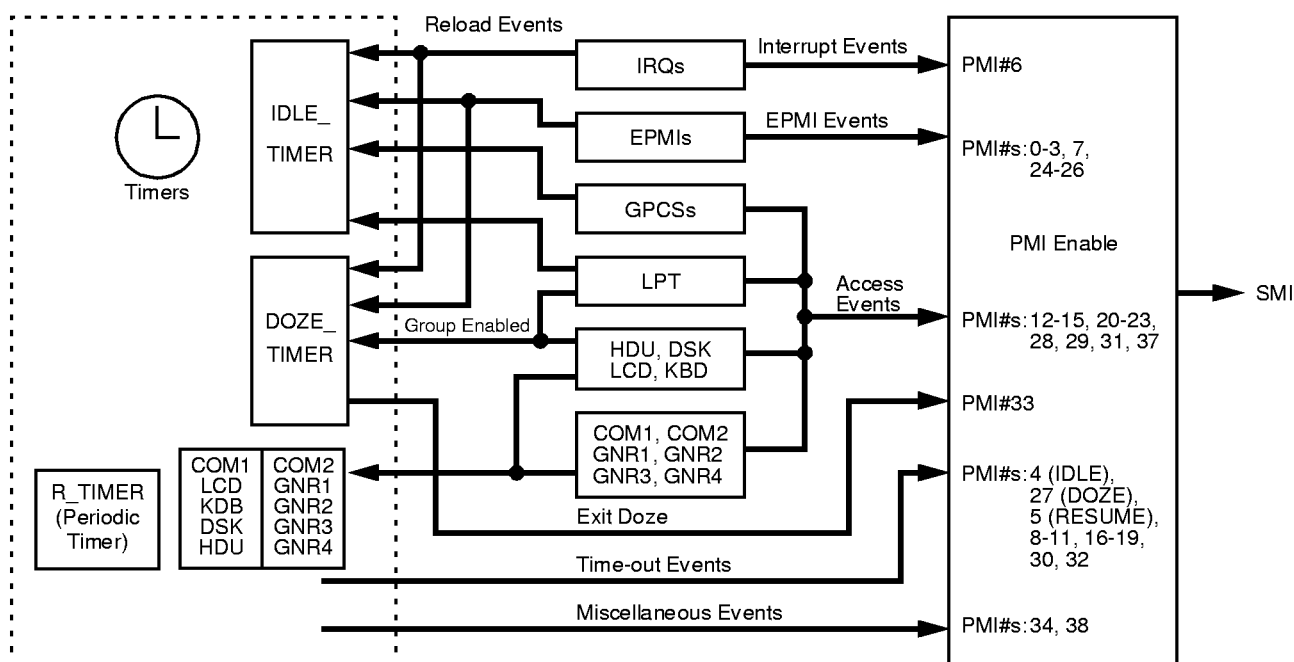 Reload Events
IRQs
Interrupt Events
PMI#6
IDLE_
TIMER
EPMIs
EPMI Events
PMI#s: 0-3, 7,
24-26
Timers
GPCSs
PMI Enable
LPT
Access
Events
SMI
DOZE_
TIMER
Group Enabled
HDU, DSK
LCD, KBD
PMI#s: 12-15, 20-23,
28, 29, 31, 37
PMI#33
COM1, COM2
GNR1, GNR2
GNR3, GNR4
R_TIMER
(Periodic
Timer)
COM1
LCD
KDB
DSK
HDU
COM2
GNR1
GNR2
GNR3
GNR4
Exit Doze
PMI#s: 4 (IDLE),
27 (DOZE),
5 (RESUME),
8-11, 16-19,
30, 32
Time-out Events
Miscellaneous Events
PMI#s: 34, 38